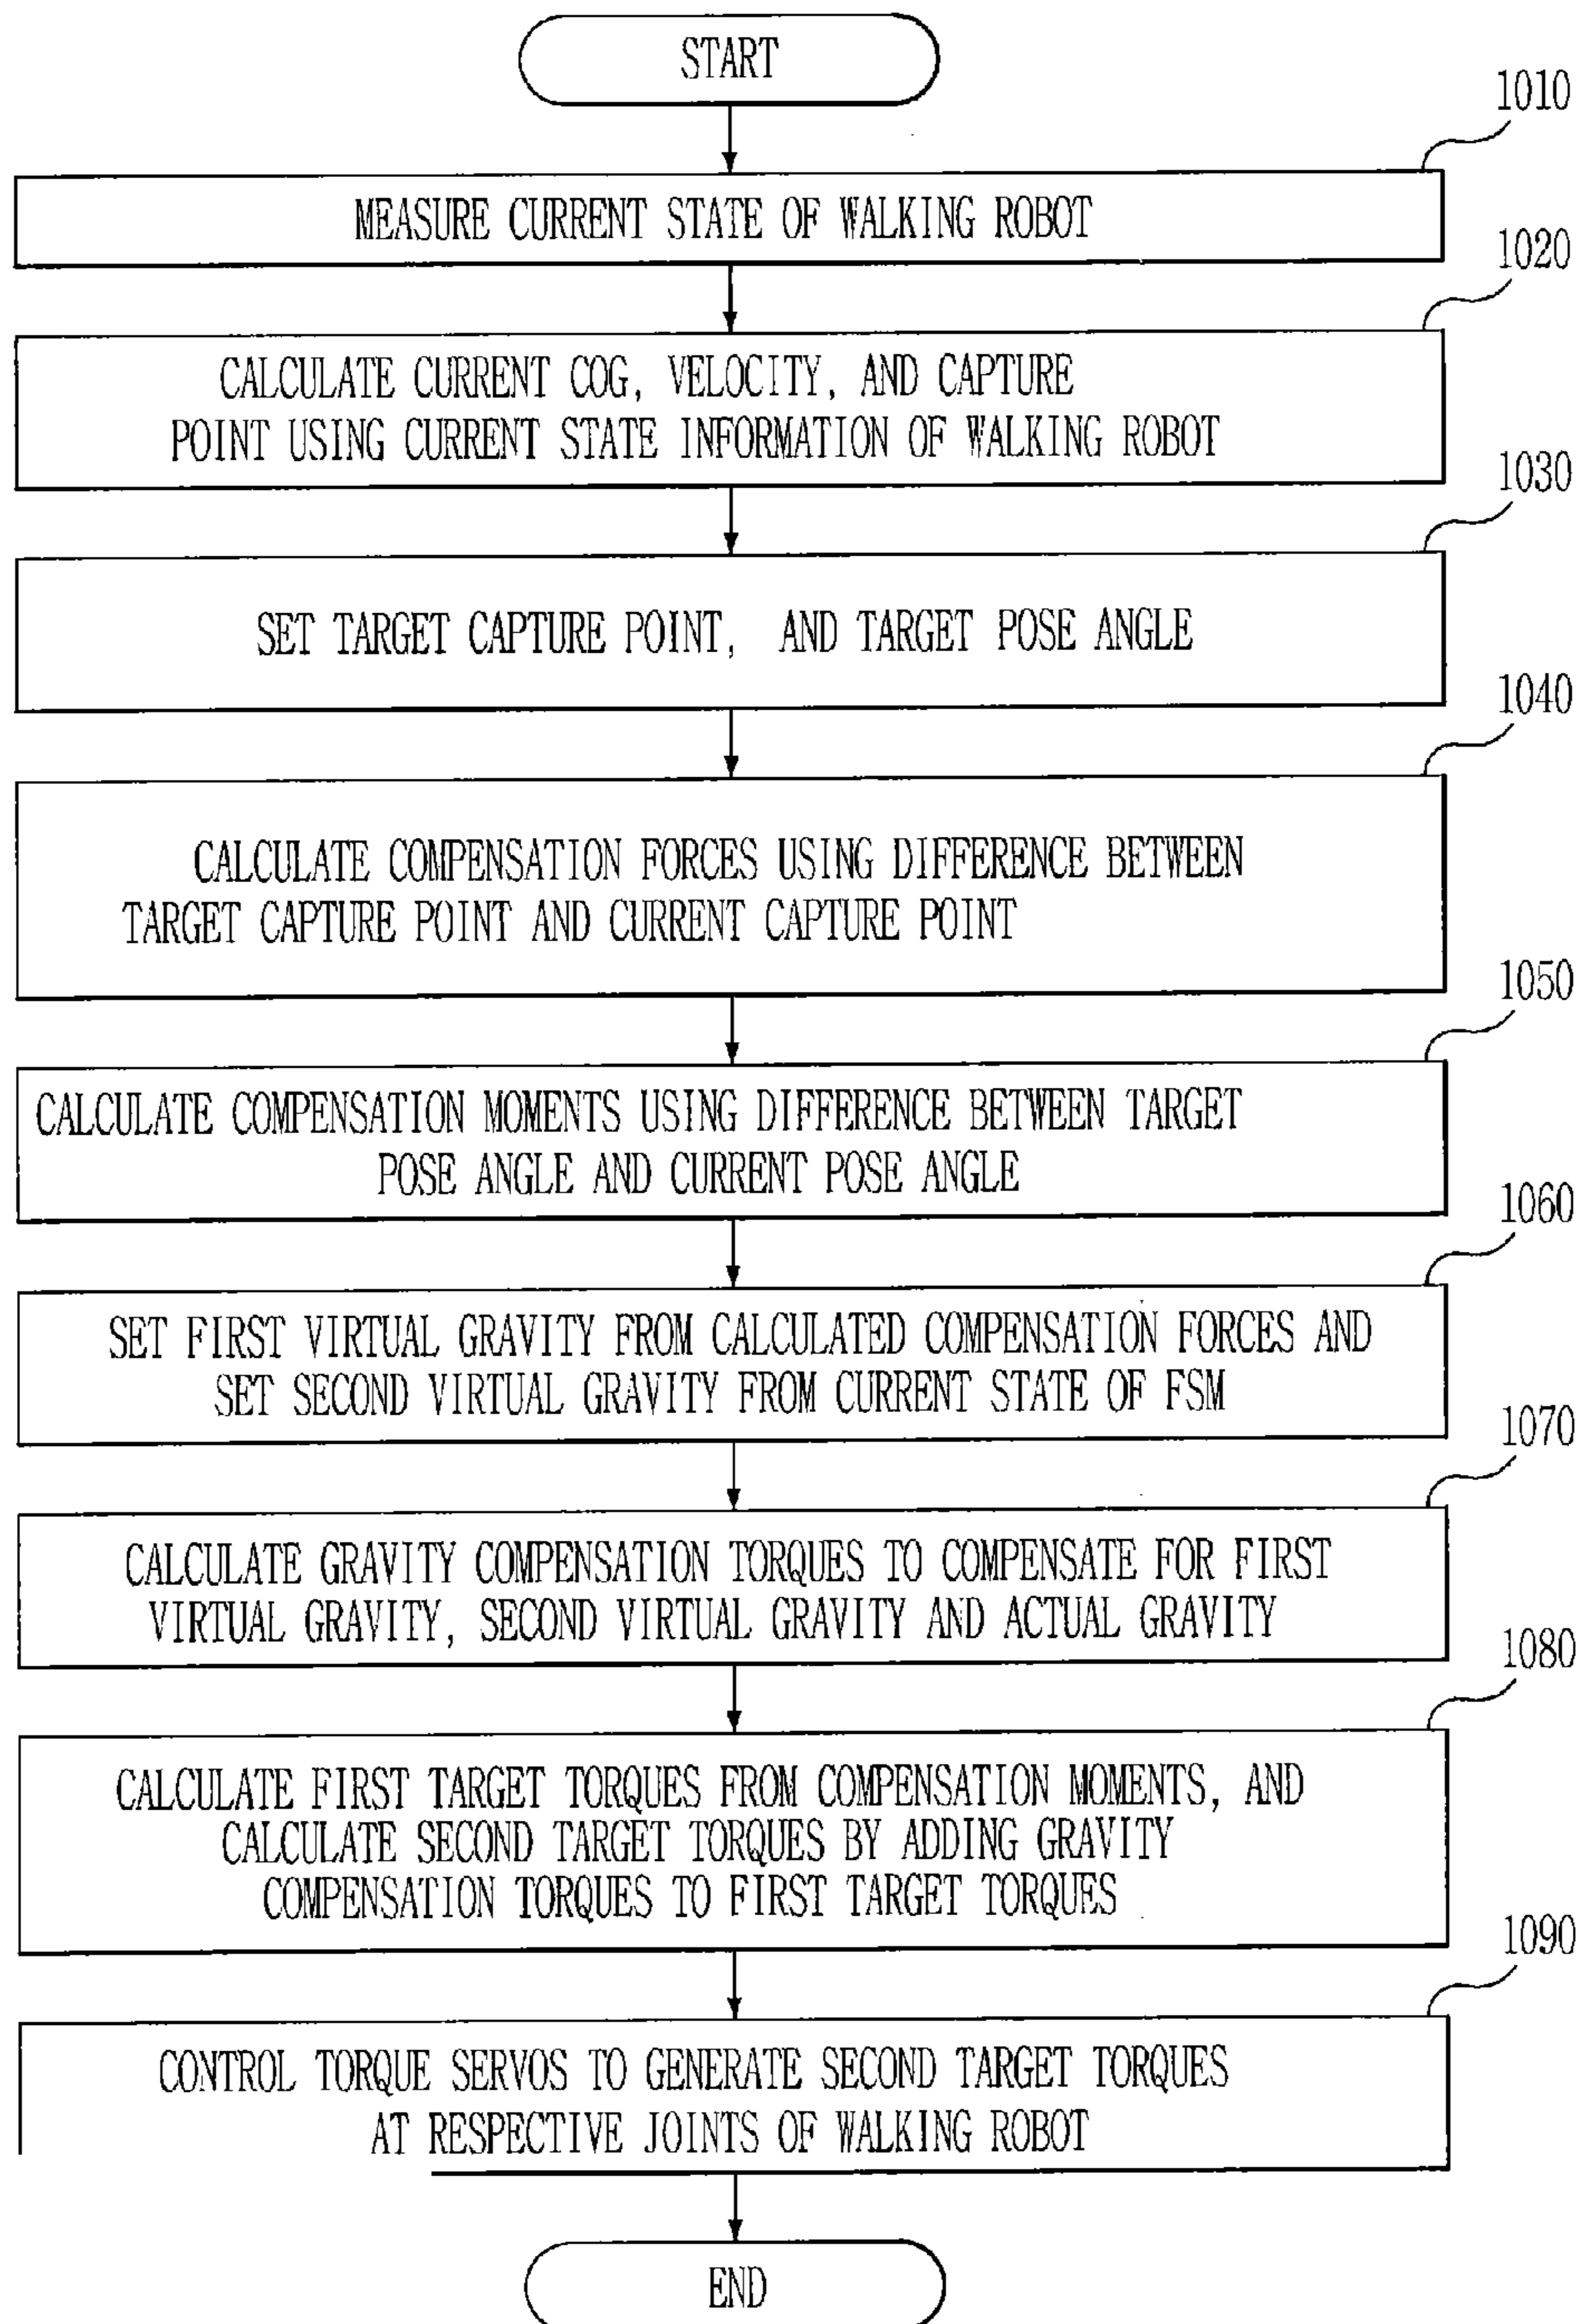 START
1010
MEASURE CURRENT STATE OF WALKING ROBOT
1020
CALCULATE CURRENT COG, VELOCITY, AND CAPTURE
POINT USING CURRENT STATE INFORMATION OF WALKING ROBOT
1030
SET TARGET CAPTURE POINT, AND TARGET POSE ANGLE
1040
CALCULATE COMPENSATION FORCES USING DIFFERENCE BETWEEN
TARGET CAPTURE POINT AND CURRENT CAPTURE POINT
1050
CALCULATE COMPENSATION MOMENTS USING DIFFERENCE BETWEEN TARGET
POSE ANGLE AND CURRENT POSE ANGLE
1060
SET FIRST VIRTUAL GRAVITY FROM CALCULATED COMPENSATION FORCES AND
SET SECOND VIRTUAL GRAVITY FROM CURRENT STATE OF FSM
1070
CALCULATE GRAVITY COMPENSATION TORQUES TO COMPENSATE FOR FIRST
VIRTUAL GRAVITY, SECOND VIRTUAL GRAVITY AND ACTUAL GRAVITY
1080
CALCULATE FIRST TARGET TORQUES FROM COMPENSATION MOMENTS, AND
CALCULATE SECOND TARGET TORQUES BY ADDING GRAVITY
COMPENSATION TORQUES TO FIRST TARGET TORQUES
1090
CONTROL TORQUE SERVOS TO GENERATE SECOND TARGET TORQUES
AT RESPECTIVE JOINTS OF WALKING ROBOT
END